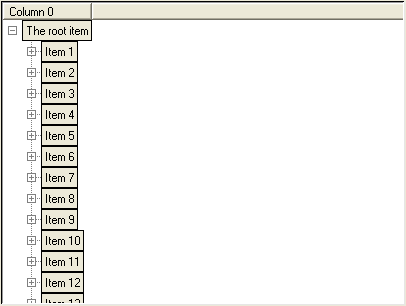 Column 0
The root item
Item 1
Item 2
Item 3
Item 4
Item 5
Item 6
Item 7
Item 8
Item 9
Item 10
Item 11
Item 12